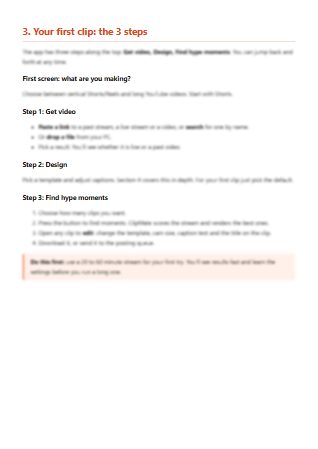 3. Your first clip: the 3 steps
The app has three steps along the top: Get video, Design, Find hype moments. You can jump back and
forth at any time.
First screen: what are you making?
Choose between vertical Shorts/Reels and long YouTube videos. Start with Shorts.
Step 1: Get video
Paste a link to a past stream, a live stream or a video, or search for one by name.
Or drop a file from your PC.
Pick a result. You'll see whether it is live or a past video.
Step 2: Design
Pick a template and adjust captions. Section 4 covers this in depth. For your first clip just pick the default.
Step 3: Find hype moments
1. Choose how many clips you want.
2. Press the button to find moments. scores the stream and renders the best ones.
3. Open any clip to edit: change the template, cam size, caption text and the title on the clip.
4. Download it, or send it to the posting queue.
Do this first: use a 20 to 60 minute stream for your first try. You'll see results fast and learn the
settings before you run a long one.